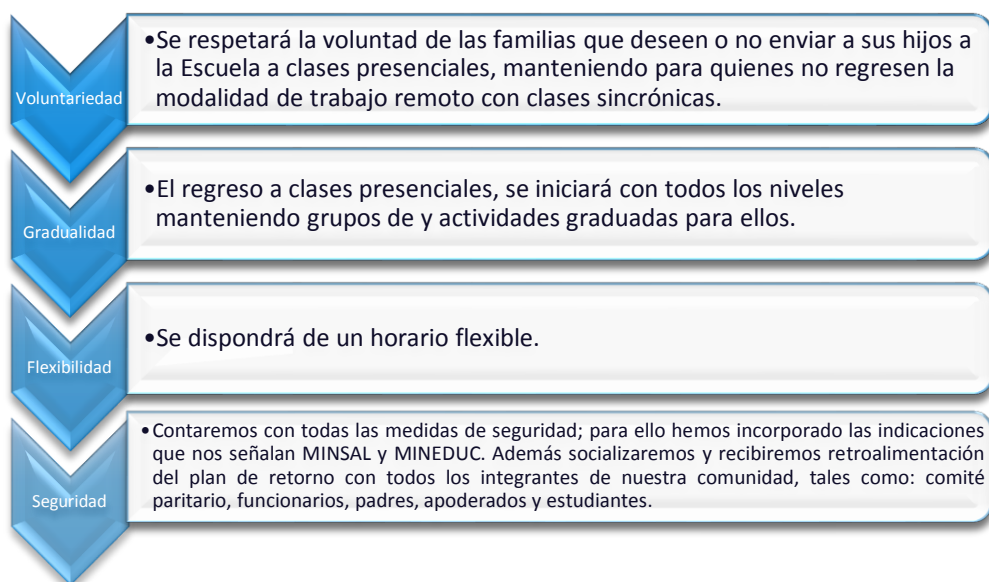 Voluntariedad
•Se respetará la voluntad de las familias que deseen o no enviar a sus hijos a
la Escuela a clases presenciales, manteniendo para quienes no regresen la
modalidad de trabajo remoto con clases sincrónicas.
Gradualidad
•El regreso a clases presenciales, se iniciará con todos los niveles
manteniendo grupos de y actividades graduadas para ellos.
Flexibilidad
•Se dispondrá de un horario flexible.
Seguridad
•Contaremos con todas las medidas de seguridad; para ello hemos incorporado las indicaciones
que nos señalan MINSAL y MINEDUC. Además socializaremos y recibiremos retroalimentación
del plan de retorno con todos los integrantes de nuestra comunidad, tales como: comité
paritario, funcionarios, padres, apoderados y estudiantes.